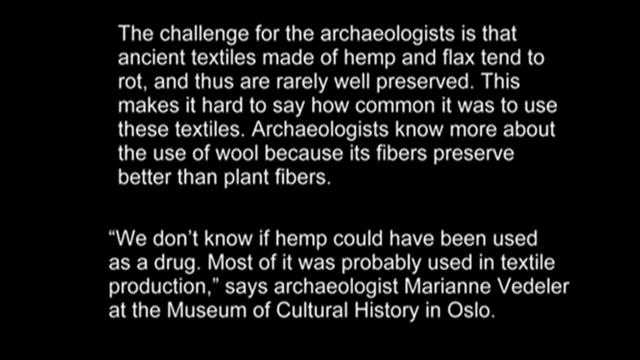 The challenge for the archaeologists is that
ancient textiles made of hemp and flax tend to
rot, and thus are rarely well preserved. This
makes it hard to say how common it was to use
these textiles. Archaeologists know more about
the use of wool because its fibers preserve
better than plant fibers.
“We don’t know if hemp could have been used
as a drug. Most of it was probably used in textile
production,” says archaeologist Marianne Vedeler
at the Museum of Cultural History in Oslo.